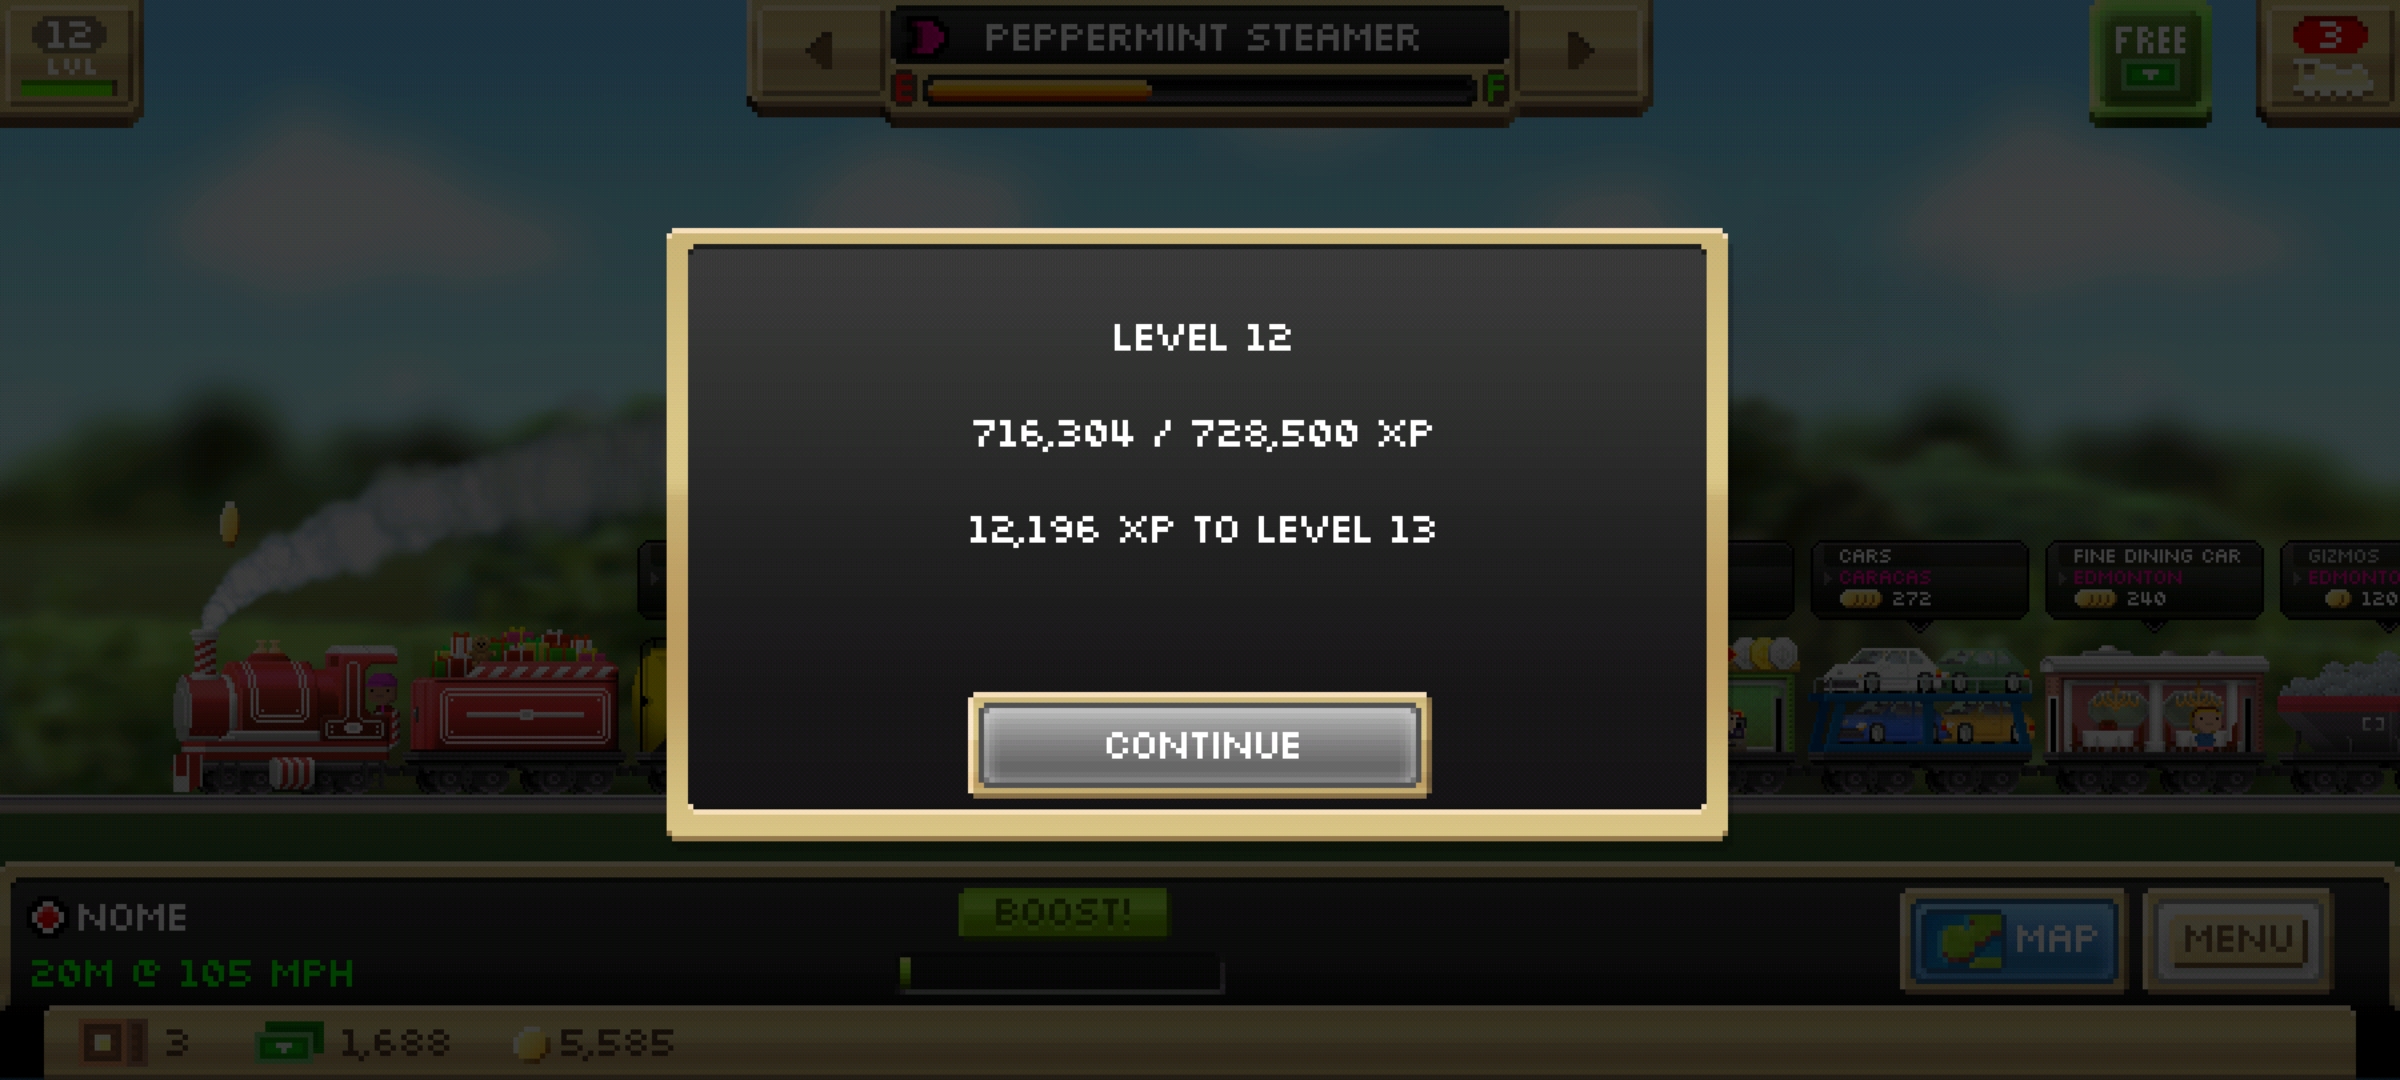 12
LVL
PEPPERMINT STEAMER
E
F
FREE
3
LEVEL 12
716,304 / 728,500 XP
12,196 XP TO LEVEL 13
CONTINUE
CARS
CARACAS
272
FINE DINING CAR
EDMONTON
240
GIZMOS
EDMONTO
120
NOME
20M @ 105 MPH
BOOST!
MAP
MENU
3
1,688
5,585